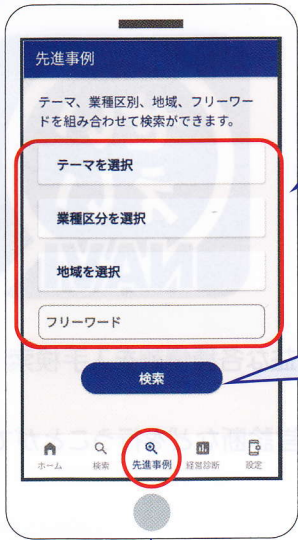 先進事例
テーマ、業種区別、地域、フリーワー
ドを組み合わせて検索ができます。
テーマを選択
業種区分を選択
地域を選択
フリーワード
検索
ホーム
検索
先進事例
経営診断
設定